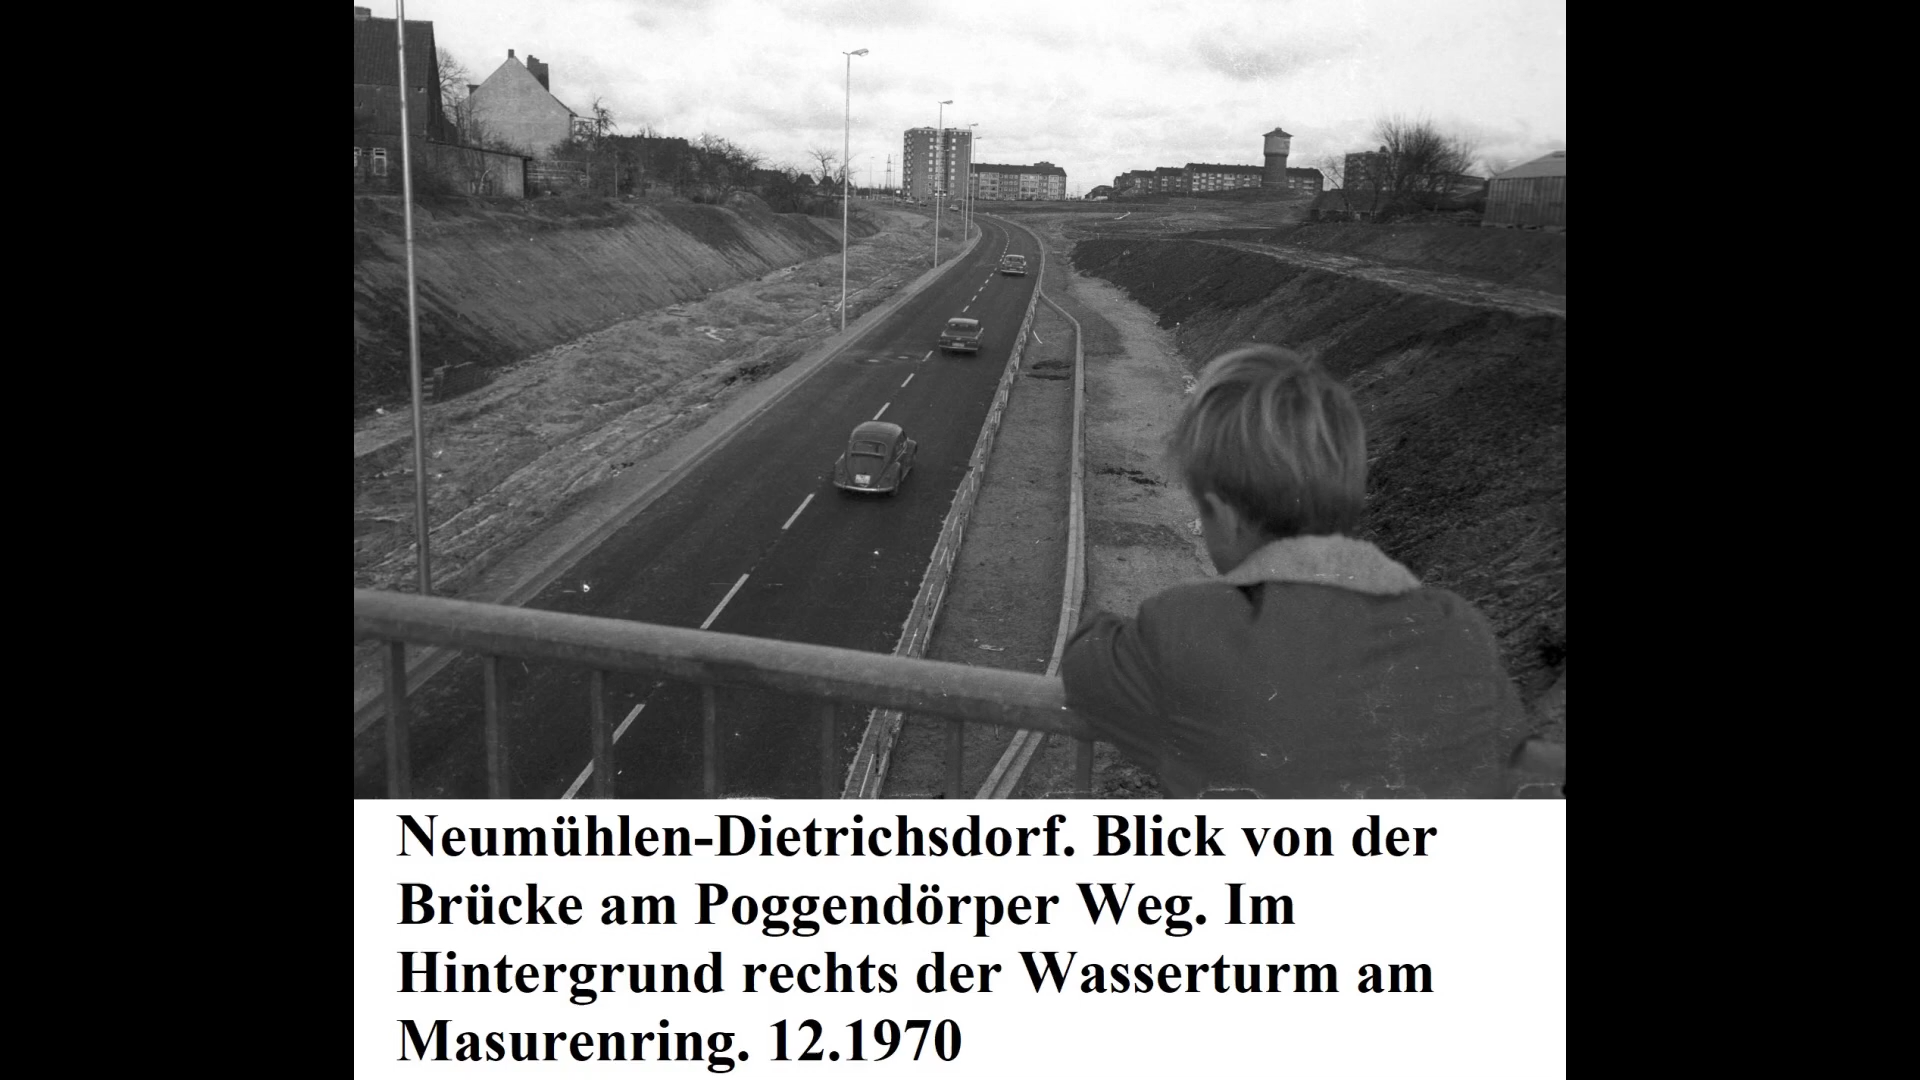 Neumühlen-Dietrichsdorf. Blick von der
Brücke am Poggendörper Weg. Im
Hintergrund rechts der Wasserturm am
Masurenring. 12.1970